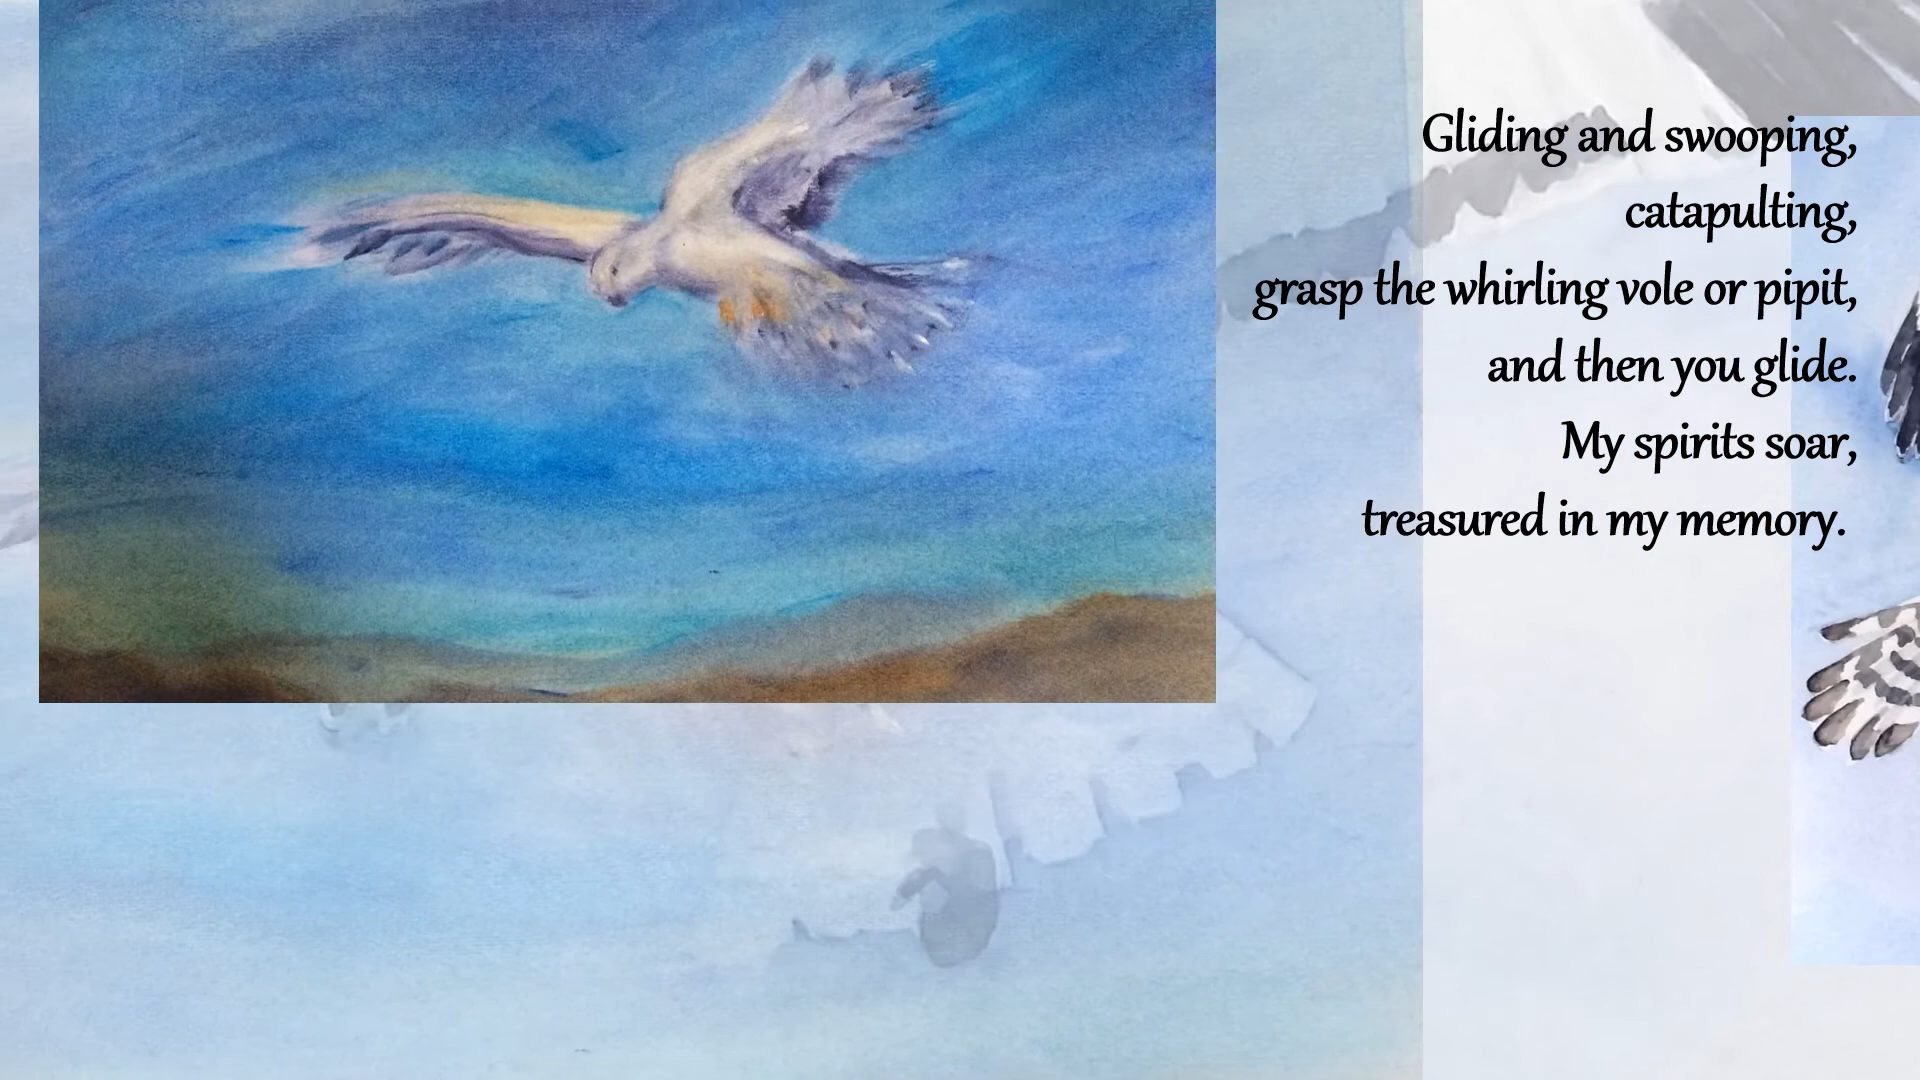 Gliding and swooping,
catapulting,
grasp the whirling vole or pipit,
and then you glide.
My spirits soar,
treasured in my memory.